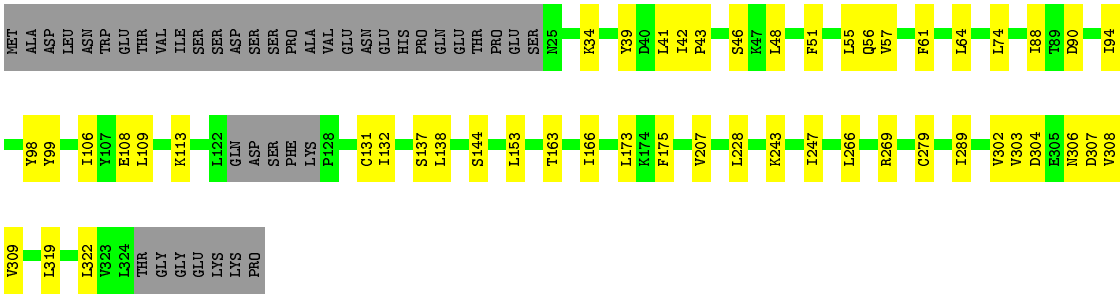 MET ALA ASP LEU ASN TRP GLU THR VAL ILE SER SER ASP SER SER PRO ALA VAL GLU ASN GLU HIS PRO GLN GLU THR PRO GLU SER N25 K34 Y39 D40 L41 I42 P43 S46 K47 L48 F51 L55 Q56 V57 F61 L64 L74 I88 T89 D90 I94
Y98 Y99 I106 Y107 E108 L109 K113 L122 GLN ASP SER PHE LYS P128 C131 I132 S137 L138 S144 L153 T163 I166 L173 K174 F175 V207 L228 K243 I247 L266 R269 C279 I289 V302 V303 D304 E305 N306 D307 V308
V309 L319 L322 V323 L324 THR GLY GLY GLU LYS LYS PRO